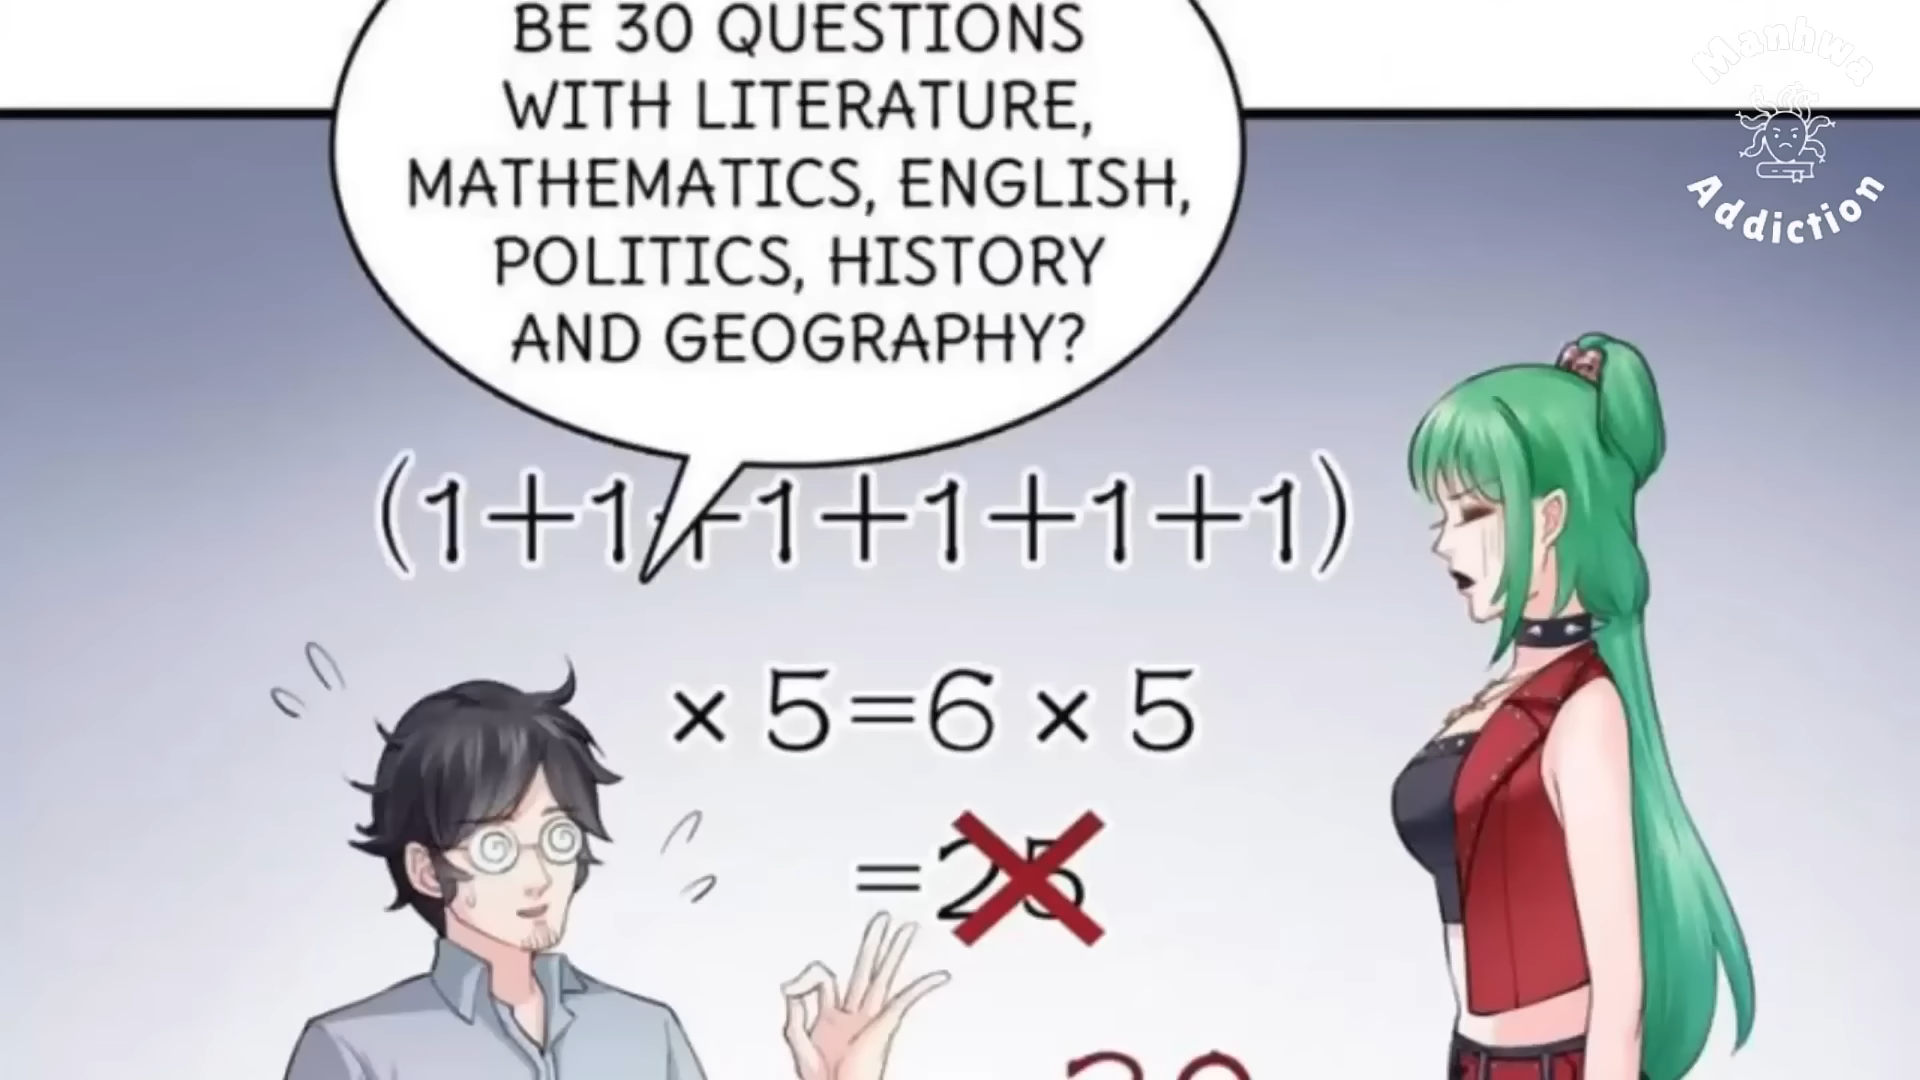 BE 30 QUESTIONS
WITH LITERATURE,
MATHEMATICS, ENGLISH,
POLITICS, HISTORY
AND GEOGRAPHY?
Manhwa
Addiction
(1+1+1+1+1+1)
×5=6×5
=25
30